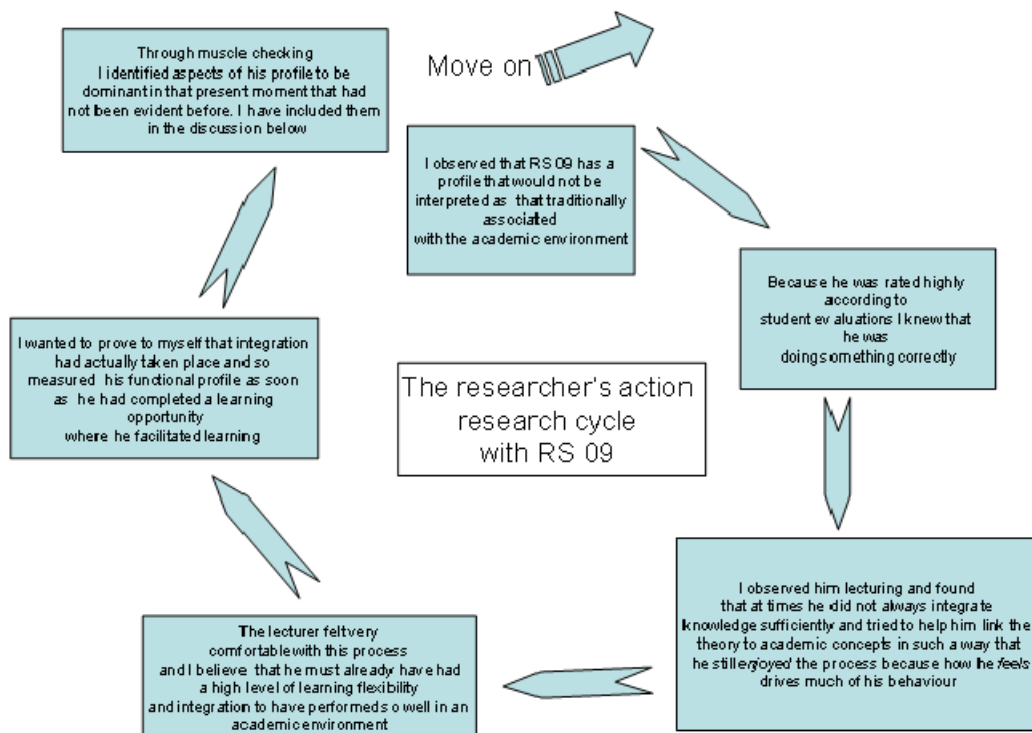 Move on
I observed that RS 09 has a
profile that would not be
interpreted as that traditionally
associated
with the academic environment
Because he was rated highly
according to
student evaluations I knew that
he was
doing something correctly
I observed him lecturing and found
that at times he did not always integrate
knowledge sufficiently and tried to help him link the
theory to academic concepts in such a way that
he still enjoyed the process because how he feels
drives much of his behaviour
The lecturer felt very
comfortable with this process
and I believe that he must already have had
a high level of learning flexibility
and integration to have performed so well in an
academic environment
I wanted to prove to myself that integration
had actually taken place and so
measured his functional profile as soon
as he had completed a learning
opportunity
where he facilitated learning
Through muscle checking
I identified aspects of his profile to be
dominant in that present moment that had
not been evident before. I have included them
in the discussion below
The researcher's action
research cycle
with RS 09